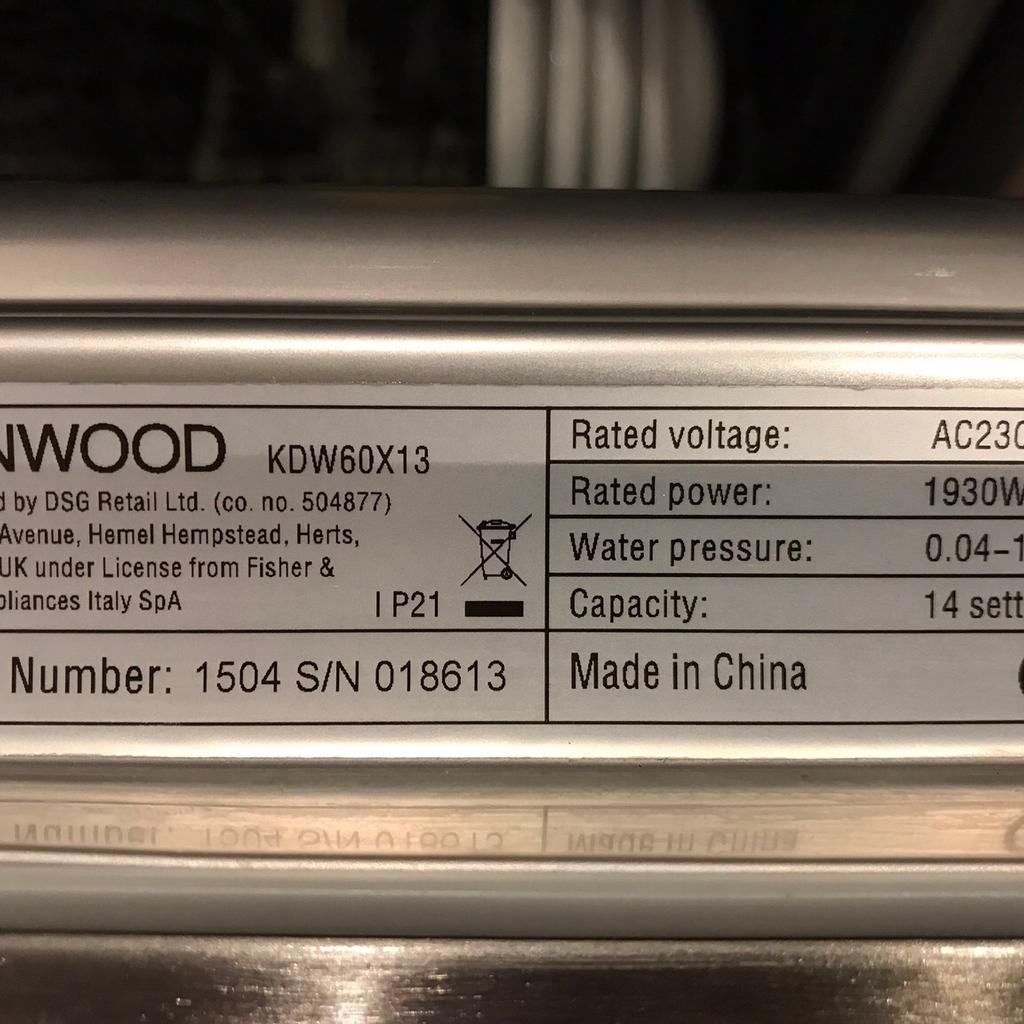 NWOOD KDW60X13
d by DSG Retail Ltd. (co. no. 504877)
Avenue, Hemel Hempstead, Herts,
UK under License from Fisher &
pliances Italy SpA
I P21
Number: 1504 S/N 018613
Rated voltage: AC230
Rated power: 1930W
Water pressure: 0.04-1
Capacity: 14 sett
Made in China